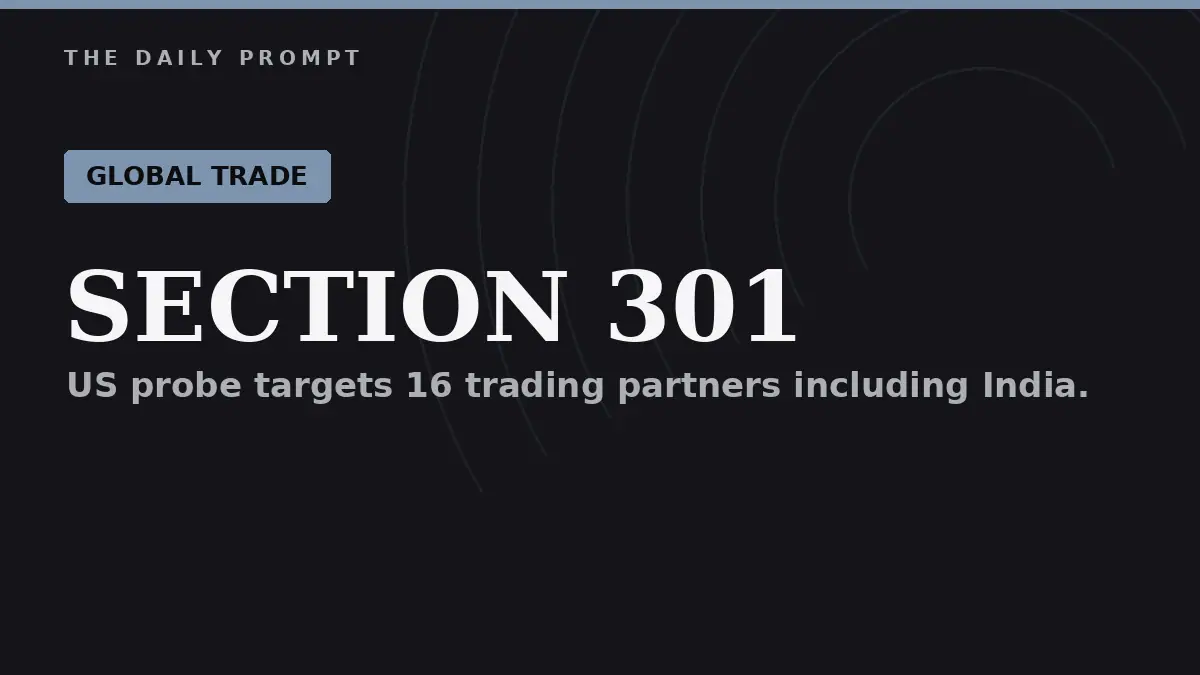 THE DAILY PROMPT
GLOBAL TRADE
SECTION 301
US probe targets 16 trading partners including India.